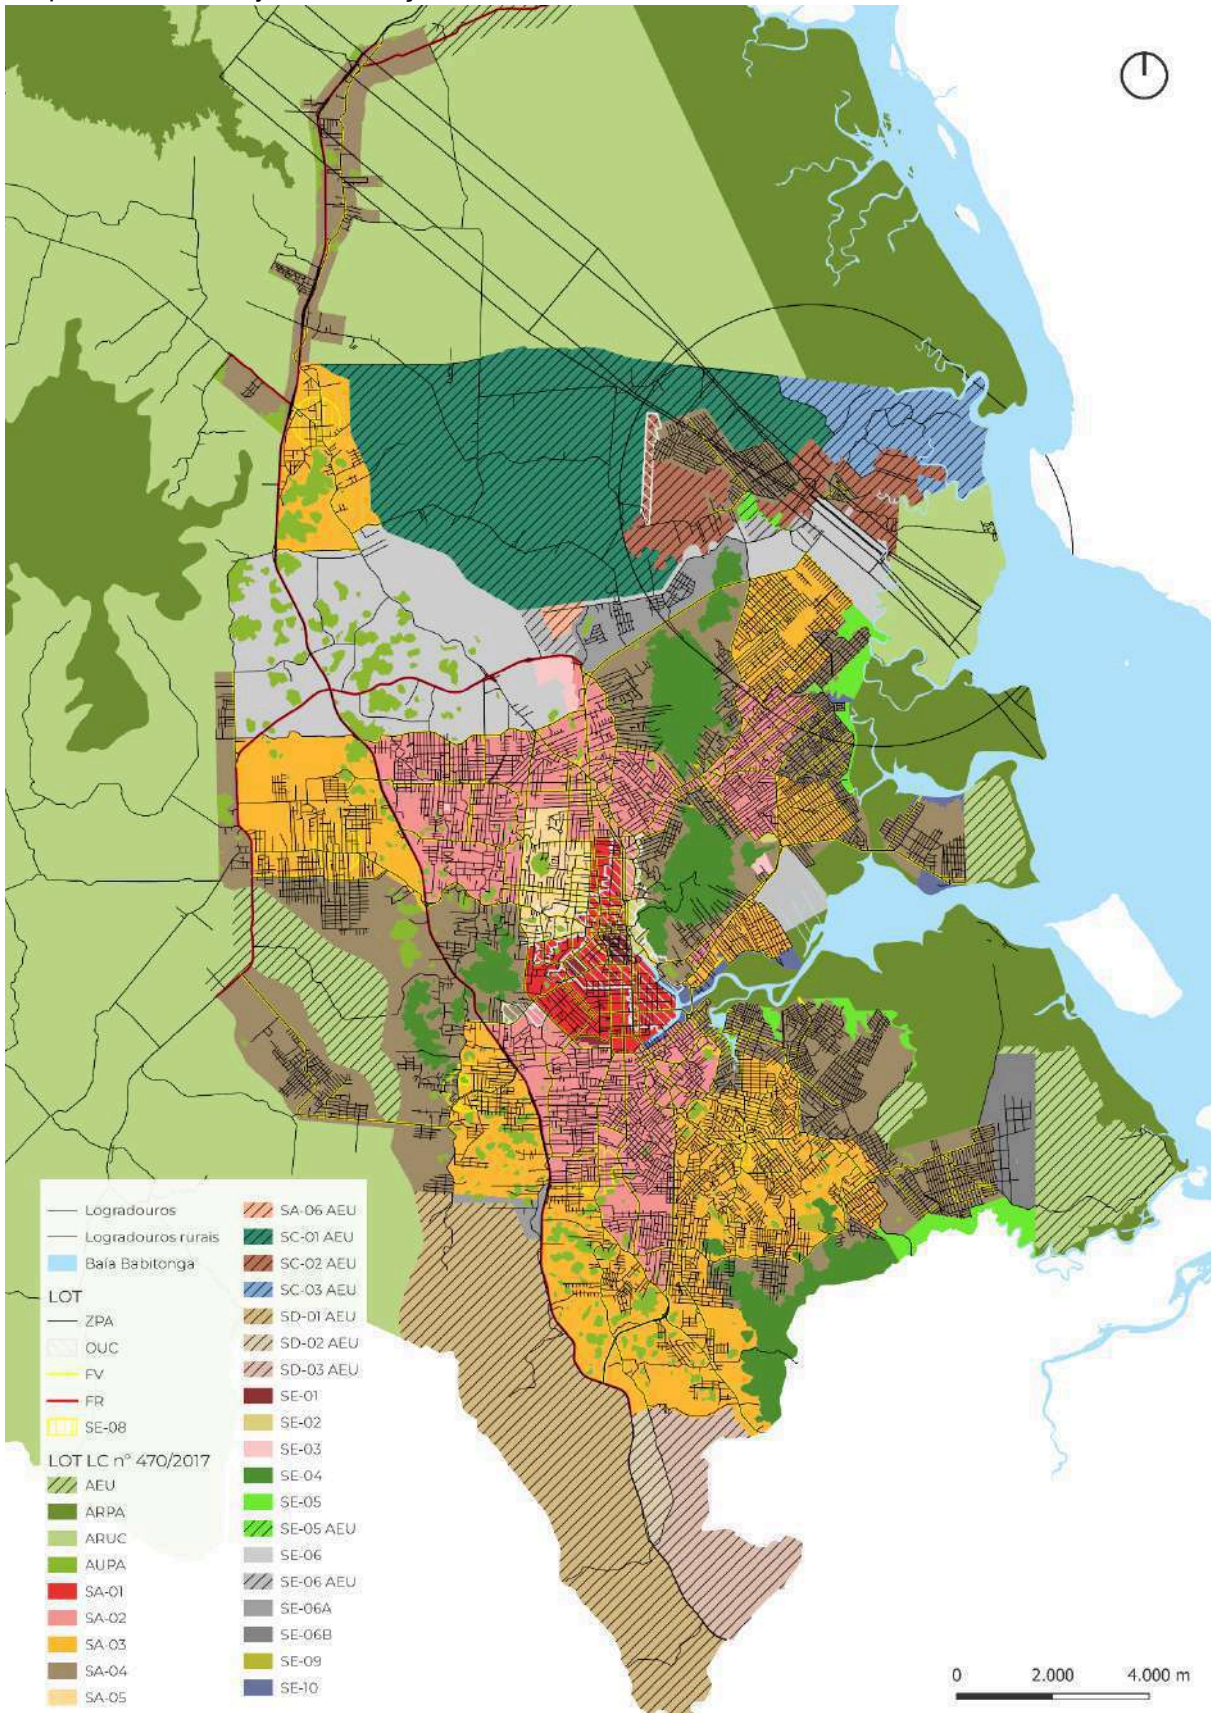 Logradouros
Logradouros rurais
Baía Babitonga
LOT
ZPA
OUC
FV
FR
SE-08
LOT LC nº 470/2017
AEU
ARPA
ARUC
AUPA
SA-01
SA-02
SA-03
SA-04
SA-05
SA-06 AEU
SC-01 AEU
SC-02 AEU
SC-03 AEU
SD-01 AEU
SD-02 AEU
SD-03 AEU
SE-01
SE-02
SE-03
SE-04
SE-05
SE-05 AEU
SE-06
SE-06 AEU
SE-06A
SE-06B
SE-09
SE-10
0 2.000 4.000 m